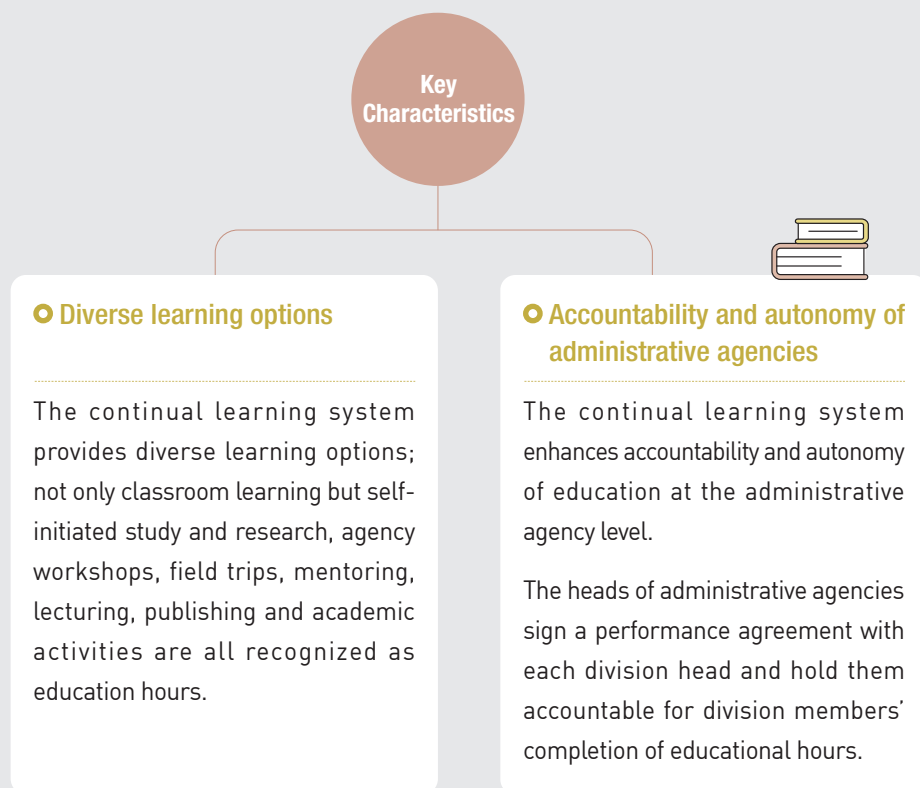 Key
Characteristics
Diverse learning options
The continual learning system
provides diverse learning options;
not only classroom learning but self-
initiated study and research, agency
workshops, field trips, mentoring,
lecturing, publishing and academic
activities are all recognized as
education hours.
Accountability and autonomy of
administrative agencies
The continual learning system
enhances accountability and autonomy
of education at the administrative
agency level.
The heads of administrative agencies
sign a performance agreement with
each division head and hold them
accountable for division members’
completion of educational hours.